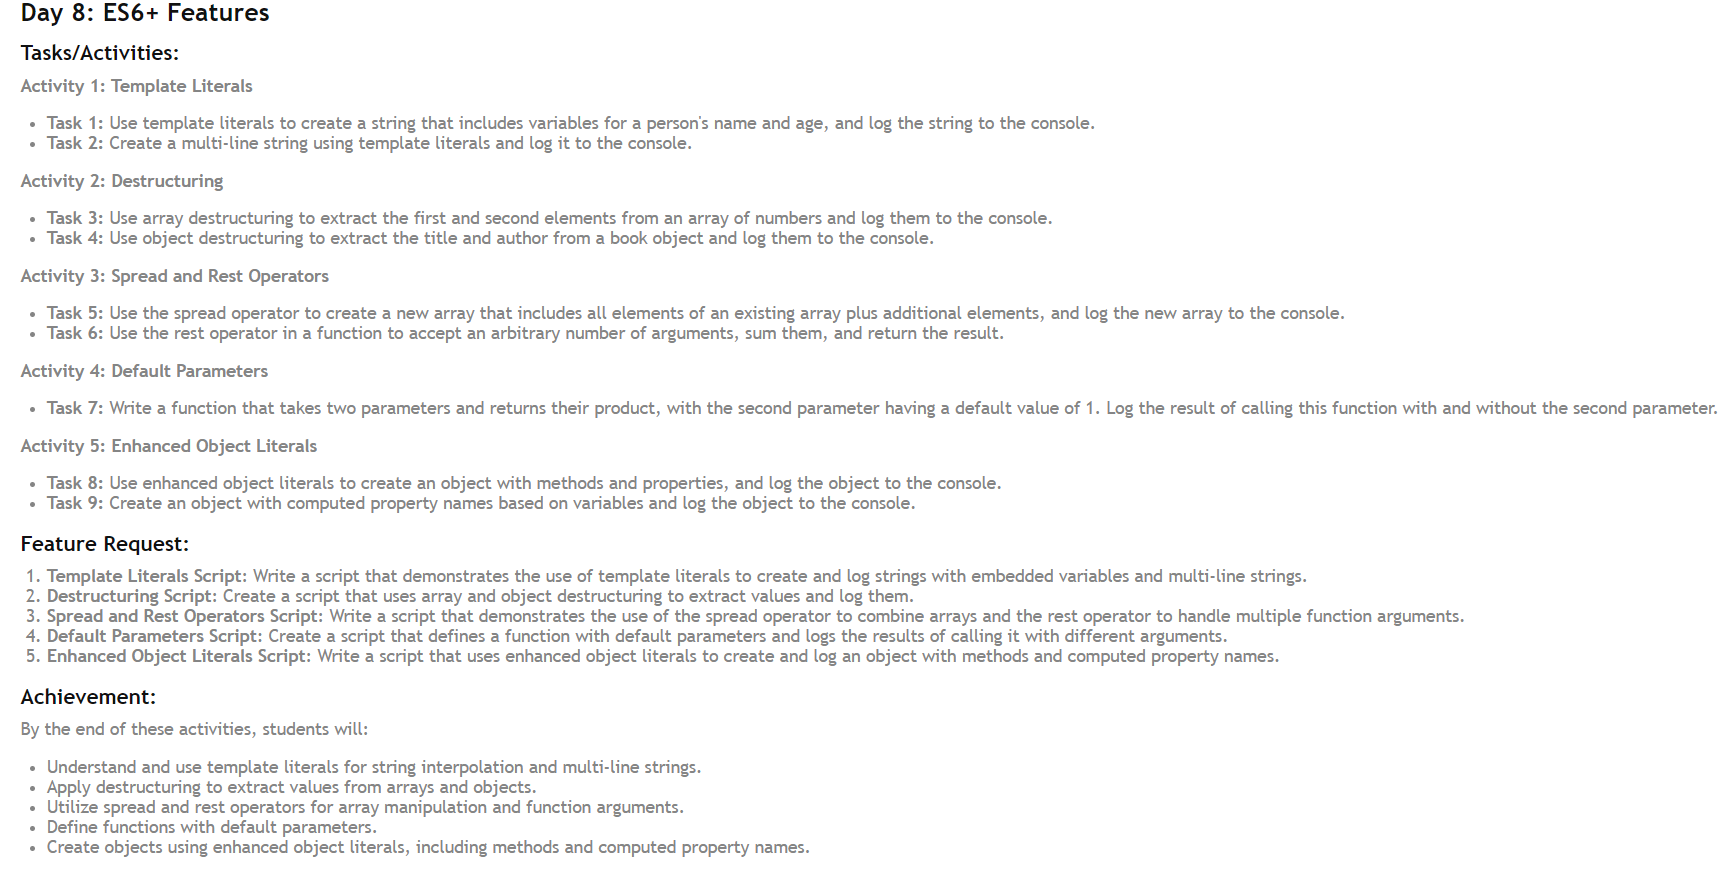 Day 8: ES6+ Features
Tasks/Activities:
Activity 1: Template Literals
• Task 1: Use template literals to create a string that includes variables for a person's name and age, and log the string to the console.
• Task 2: Create a multi-line string using template literals and log it to the console.
Activity 2: Destructuring
• Task 3: Use array destructuring to extract the first and second elements from an array of numbers and log them to the console.
• Task 4: Use object destructuring to extract the title and author from a book object and log them to the console.
Activity 3: Spread and Rest Operators
• Task 5: Use the spread operator to create a new array that includes all elements of an existing array plus additional elements, and log the new array to the console.
• Task 6: Use the rest operator in a function to accept an arbitrary number of arguments, sum them, and return the result.
Activity 4: Default Parameters
• Task 7: Write a function that takes two parameters and returns their product, with the second parameter having a default value of 1. Log the result of calling this function with and without the second parameter.
Activity 5: Enhanced Object Literals
• Task 8: Use enhanced object literals to create an object with methods and properties, and log the object to the console.
• Task 9: Create an object with computed property names based on variables and log the object to the console.
Feature Request:
1. Template Literals Script: Write a script that demonstrates the use of template literals to create and log strings with embedded variables and multi-line strings.
2. Destructuring Script: Create a script that uses array and object destructuring to extract values and log them.
3. Spread and Rest Operators Script: Write a script that demonstrates the use of the spread operator to combine arrays and the rest operator to handle multiple function arguments.
4. Default Parameters Script: Create a script that defines a function with default parameters and logs the results of calling it with different arguments.
5. Enhanced Object Literals Script: Write a script that uses enhanced object literals to create and log an object with methods and computed property names.
Achievement:
By the end of these activities, students will:
• Understand and use template literals for string interpolation and multi-line strings.
• Apply destructuring to extract values from arrays and objects.
• Utilize spread and rest operators for array manipulation and function arguments.
• Define functions with default parameters.
• Create objects using enhanced object literals, including methods and computed property names.